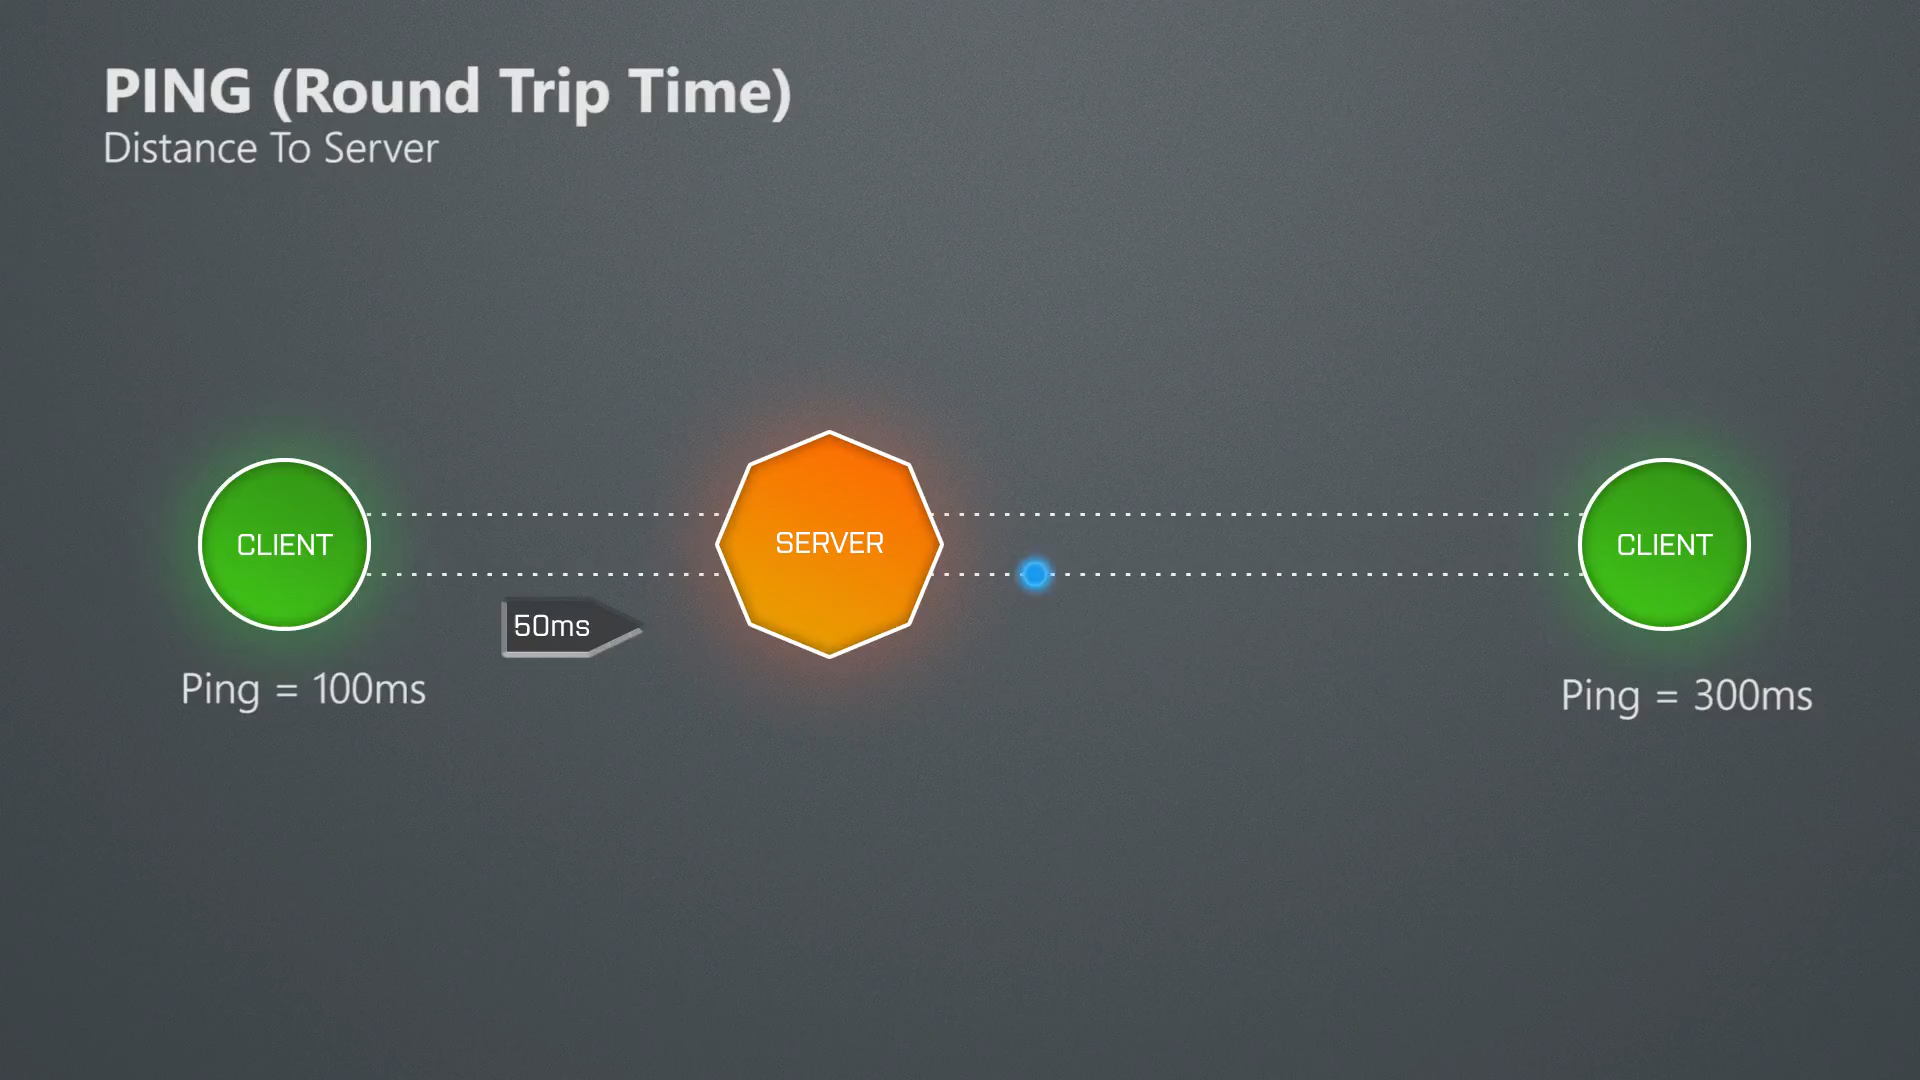 PING (Round Trip Time)
Distance To Server
CLIENT
SERVER
CLIENT
50ms
Ping = 100ms
Ping = 300ms